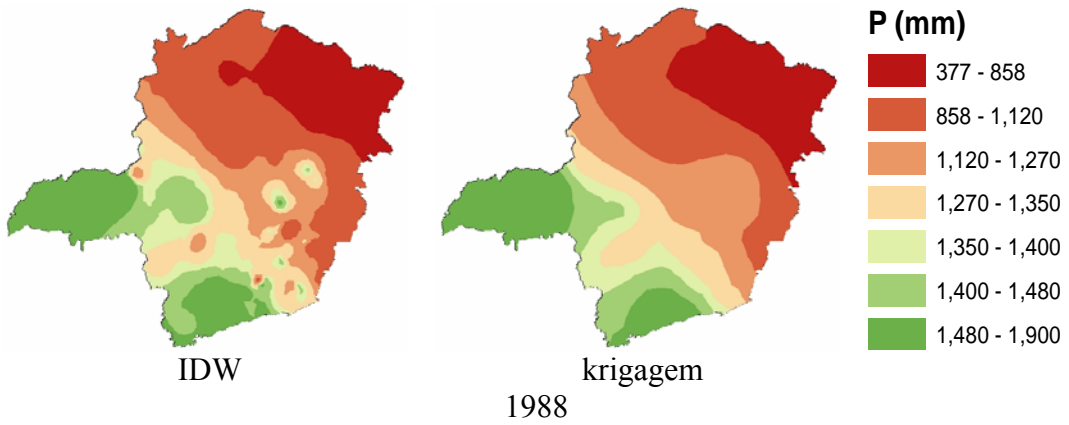 P (mm)
377 - 858
858 - 1,120
1,120 - 1,270
1,270 - 1,350
1,350 - 1,400
1,400 - 1,480
1,480 - 1,900
IDW
krigagem
1988